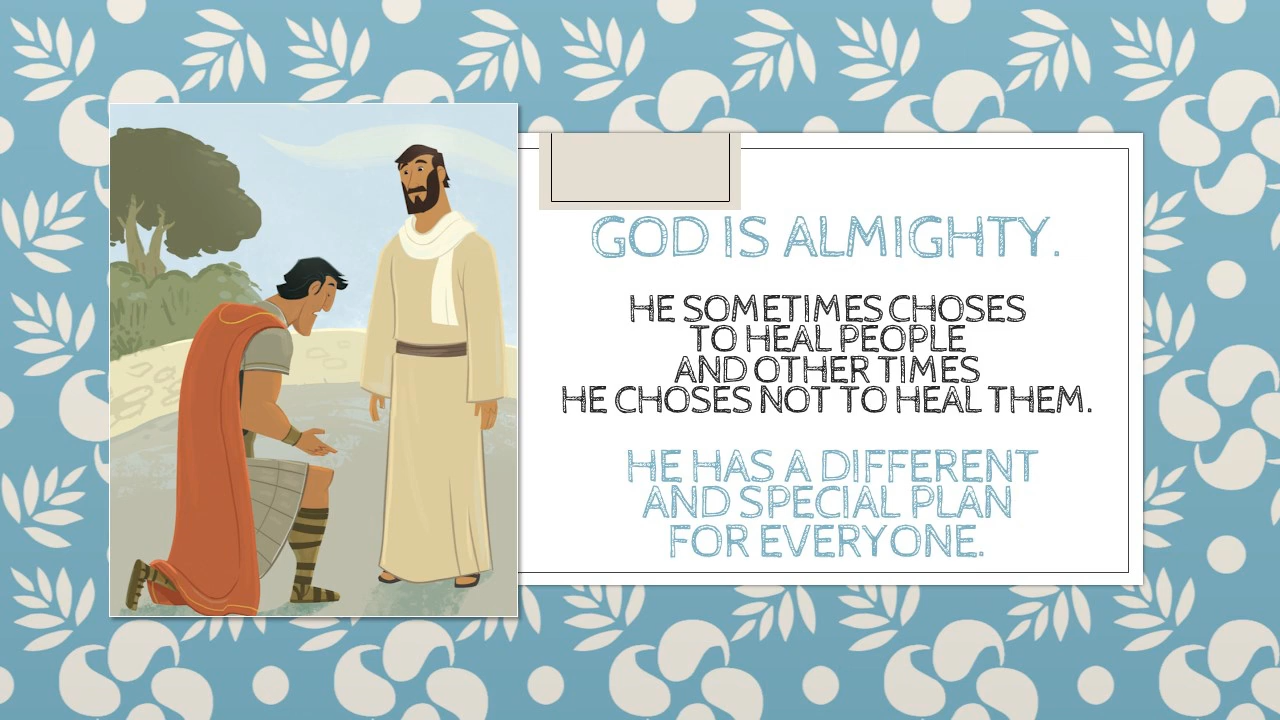 GOD IS ALMIGHTY.
HE SOMETIMES CHOSES
TO HEAL PEOPLE
AND OTHER TIMES
HE CHOSES NOT TO HEAL THEM.
HE HAS A DIFFERENT
AND SPECIAL PLAN
FOR EVERYONE.